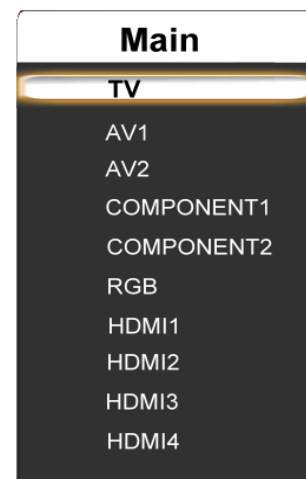 Main
TV
AV1
AV2
COMPONENT1
COMPONENT2
RGB
HDMI1
HDMI2
HDMI3
HDMI4